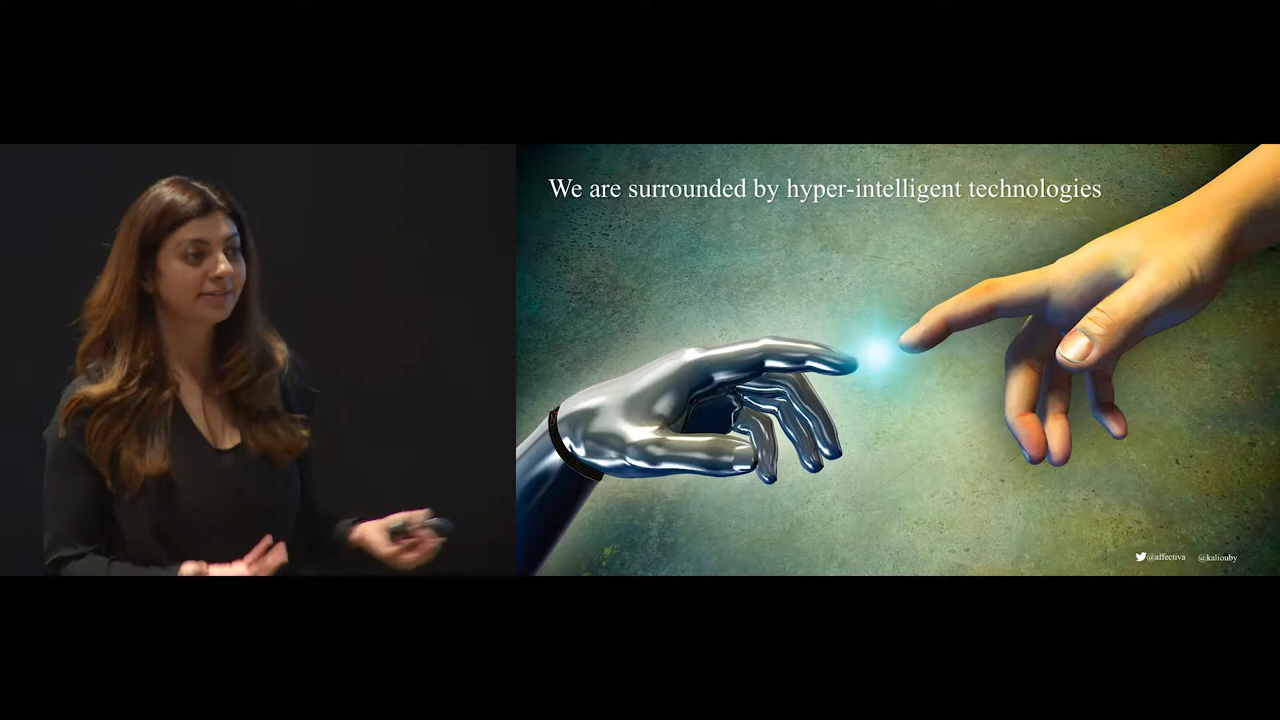 We are surrounded by hyper-intelligent technologies
@affectiva @kaliouby